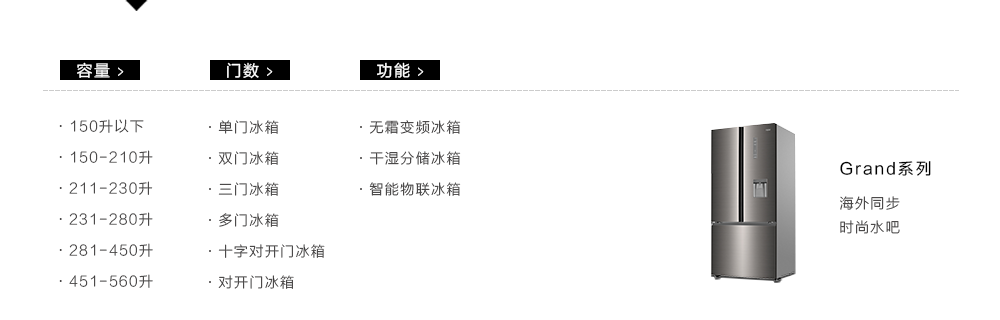 容量 >
· 150升以下
· 150-210升
· 211-230升
· 231-280升
· 281-450升
· 451-560升
门数 >
· 单门冰箱
· 双门冰箱
· 三门冰箱
· 多门冰箱
· 十字对开门冰箱
· 对开门冰箱
功能 >
· 无霜变频冰箱
· 干湿分储冰箱
· 智能物联冰箱
Grand系列
海外同步
时尚水吧